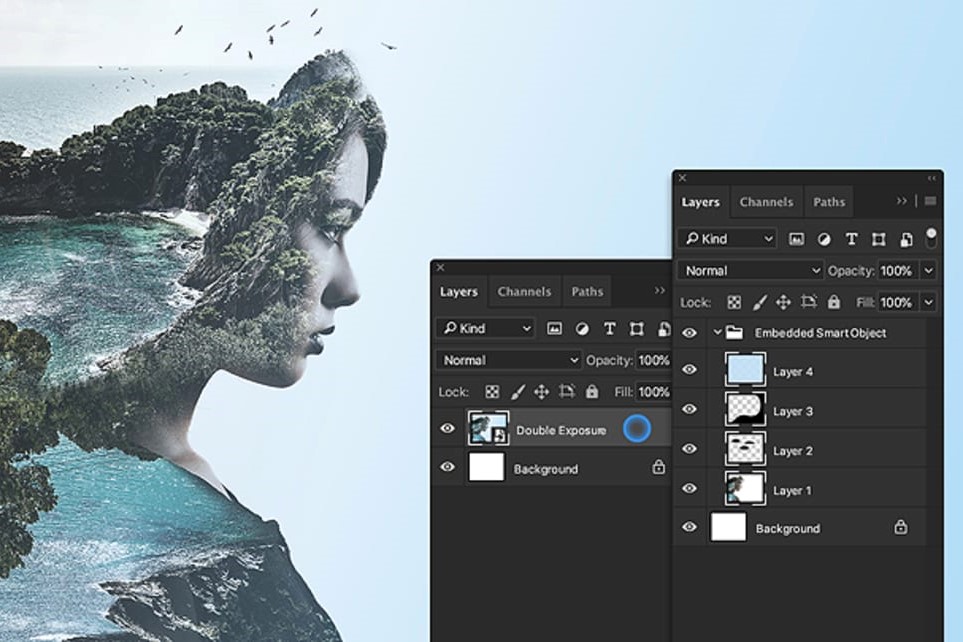 Layers Channels Paths
Kind
Normal Opacity: 100%
Lock: Fill: 100%
Double Exposure
Background
Layers Channels Paths
Kind
Normal Opacity: 100%
Lock: Fill: 100%
Embedded Smart Object
Layer 4
Layer 3
Layer 2
Layer 1
Background